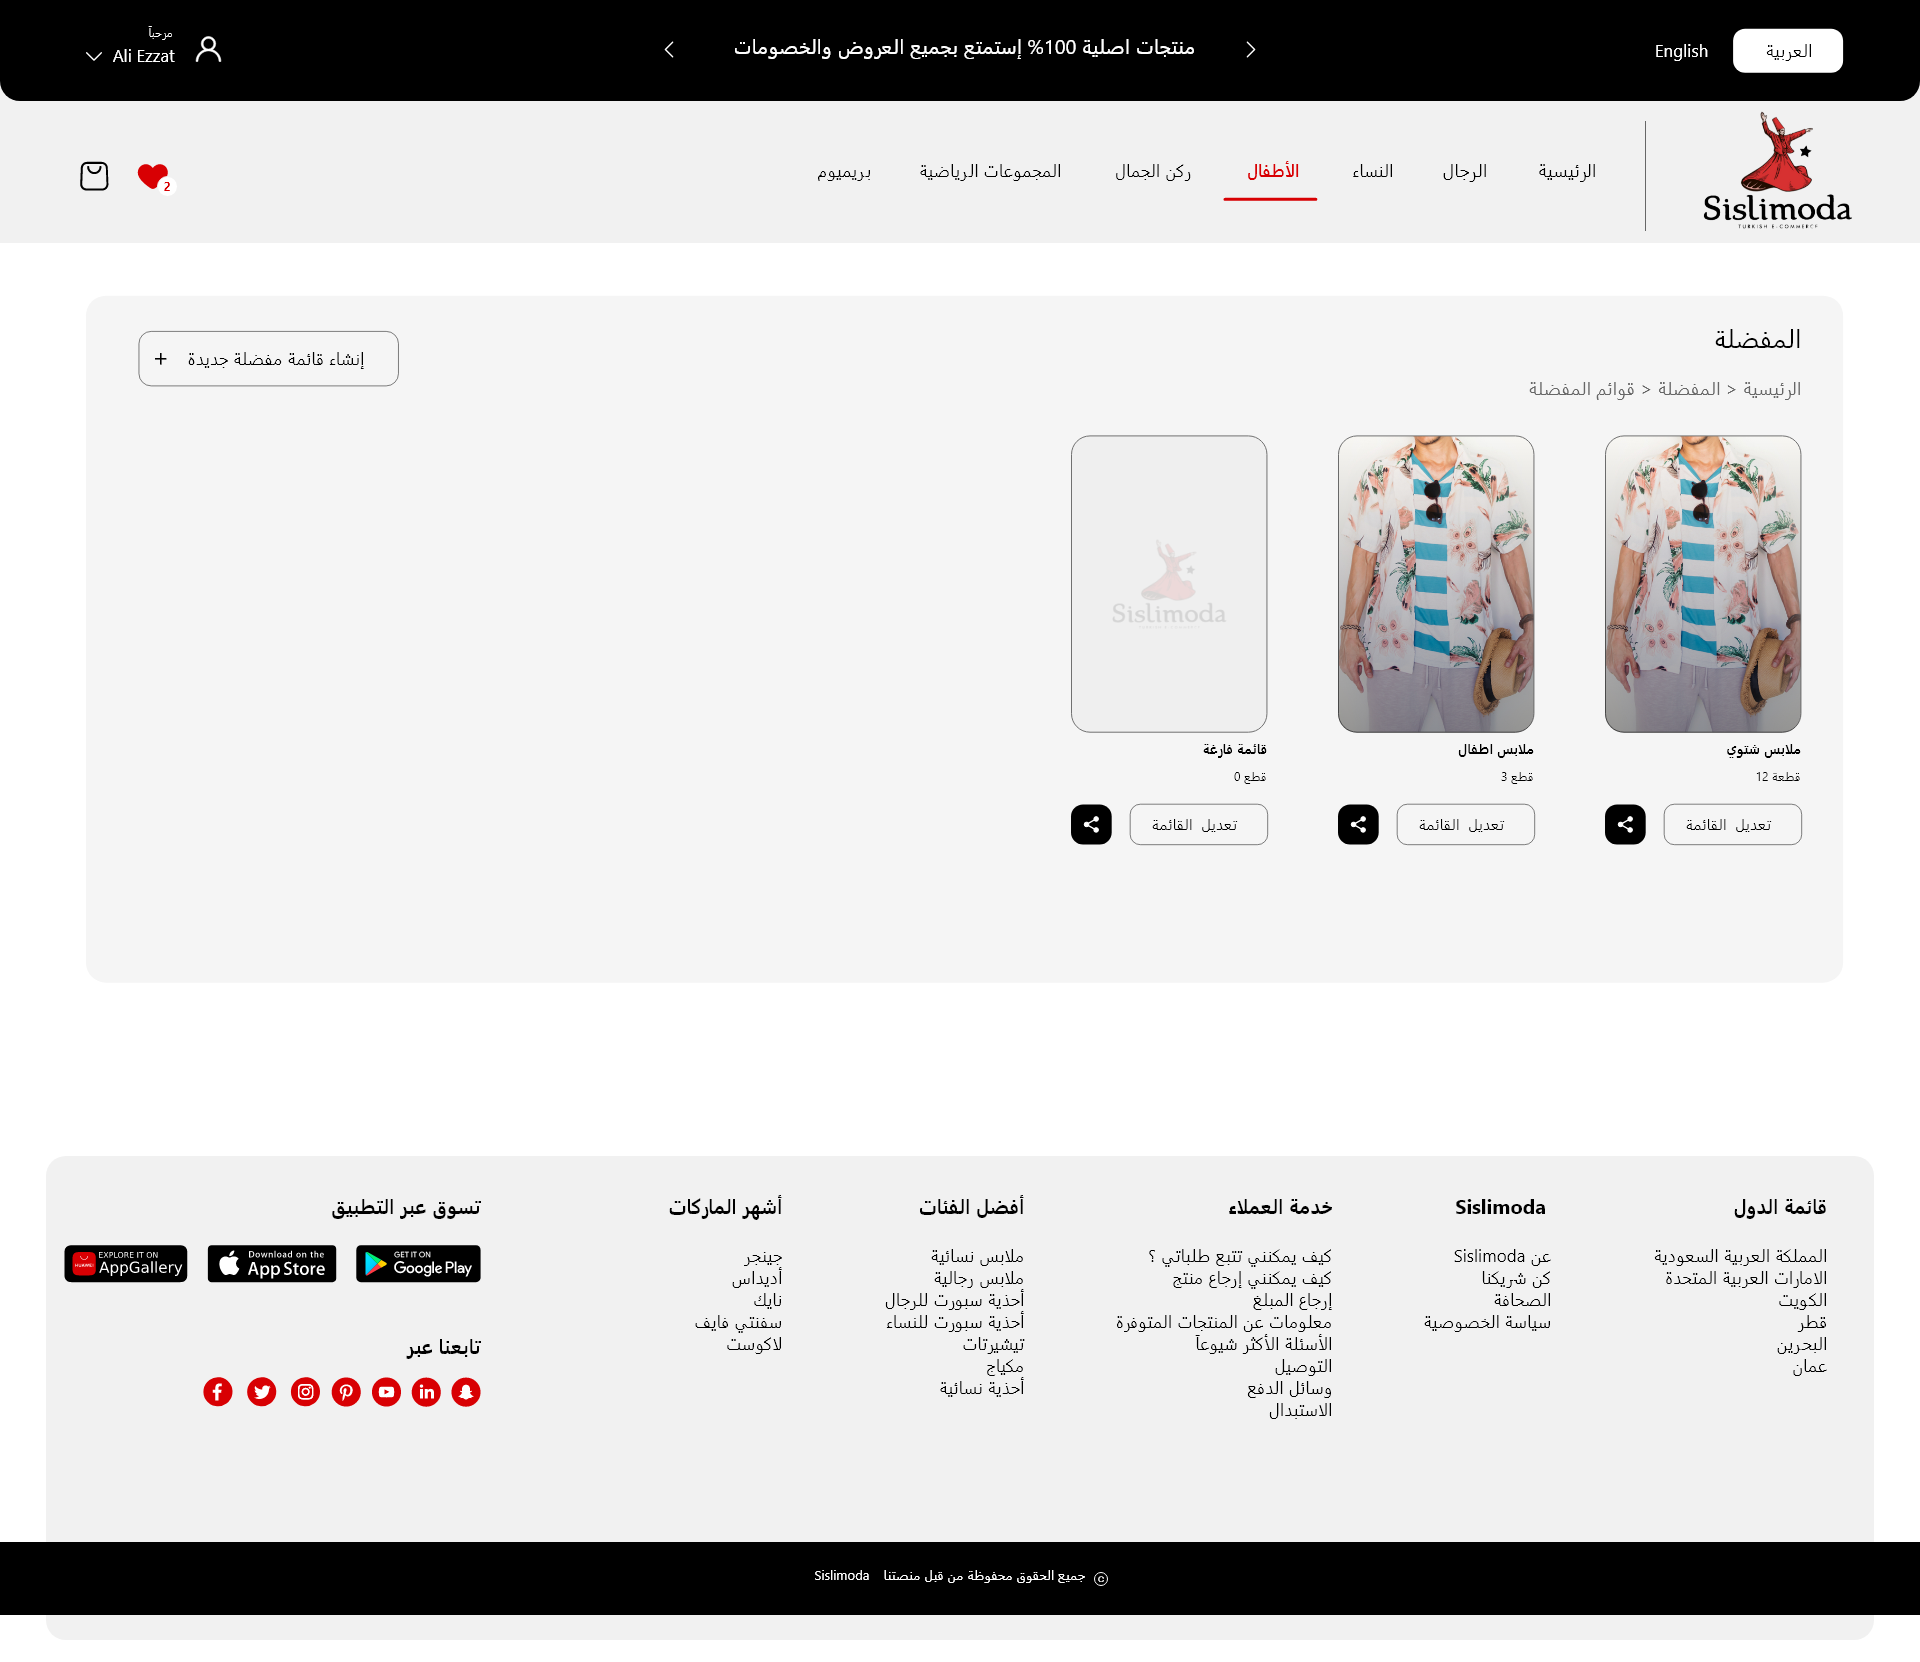 العربية
English
منتجات اصلية 100% إستمتع بجميع العروض والخصومات
مرحباً
Ali Ezzat
Sislimoda
TURKISH E-COMMERCE
الرئيسية
الرجال
النساء
الأطفال
ركن الجمال
المجموعات الرياضية
بريميوم
2
المفضلة
إنشاء قائمة مفضلة جديدة +
الرئيسية > المفضلة > قوائم المفضلة
Sislimoda
ملابس شتوي
12 قطعة
تعديل القائمة
ملابس اطفال
3 قطع
تعديل القائمة
قائمة فارغة
0 قطع
تعديل القائمة
قائمة الدول
المملكة العربية السعودية
الامارات العربية المتحدة
الكويت
قطر
البحرين
عمان
Sislimoda
عن Sislimoda
كن شريكنا
الصحافة
سياسة الخصوصية
خدمة العملاء
كيف يمكنني تتبع طلباتي ؟
كيف يمكنني إرجاع منتج
إرجاع المبلغ
معلومات عن المنتجات المتوفرة
الأسئلة الأكثر شيوعاً
التوصيل
وسائل الدفع
الاستبدال
أفضل الفئات
ملابس نسائية
ملابس رجالية
أحذية سبورت للرجال
أحذية سبورت للنساء
تيشيرتات
مكياج
أحذية نسائية
أشهر الماركات
جينجر
أديداس
نايك
سفنتي فايف
لاكوست
تسوق عبر التطبيق
GET IT ON
Google Play
Download on the
App Store
EXPLORE IT ON
AppGallery
HUAWEI
تابعنا عبر
© جميع الحقوق محفوظة من قبل منصتنا Sislimoda